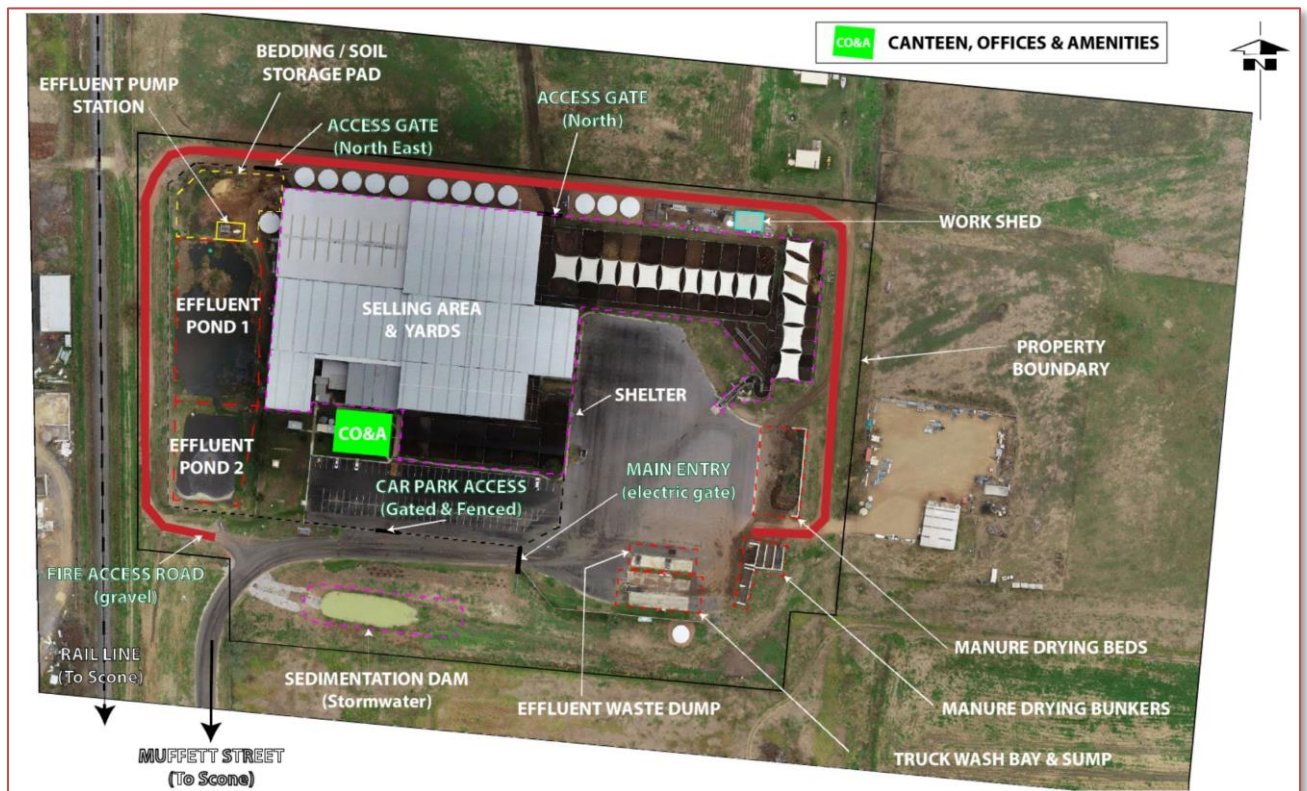 CO&A CANTEEN, OFFICES & AMENITIES
N
BEDDING / SOIL
STORAGE PAD
EFFLUENT PUMP
STATION
ACCESS GATE
(North East)
ACCESS GATE
(North)
WORK SHED
EFFLUENT
POND 1
SELLING AREA
& YARDS
PROPERTY
BOUNDARY
SHELTER
CO&A
EFFLUENT
POND 2
MAIN ENTRY
(electric gate)
CAR PARK ACCESS
(Gated & Fenced)
FIRE ACCESS ROAD
(gravel)
RAIL LINE
(To Scone)
SEDIMENTATION DAM
(Stormwater)
EFFLUENT WASTE DUMP
MANURE DRYING BEDS
MANURE DRYING BUNKERS
TRUCK WASH BAY & SUMP
MUFFETT STREET
(To Scone)